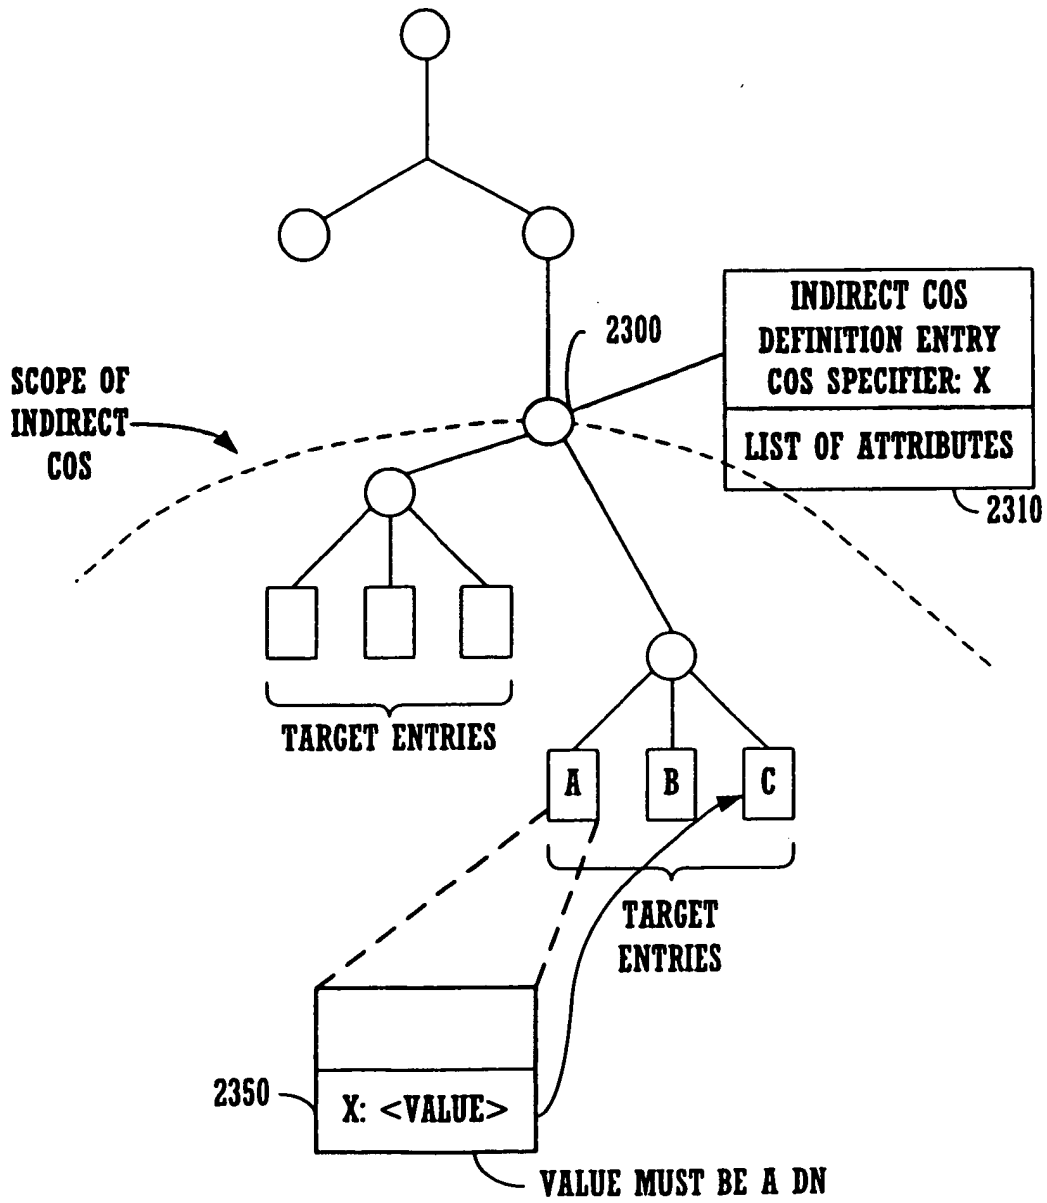 2300
INDIRECT COS
DEFINITION ENTRY
COS SPECIFIER: X
LIST OF ATTRIBUTES
2310
SCOPE OF
INDIRECT
COS
TARGET ENTRIES
A
B
C
TARGET
ENTRIES
2350
X: <VALUE>
VALUE MUST BE A DN